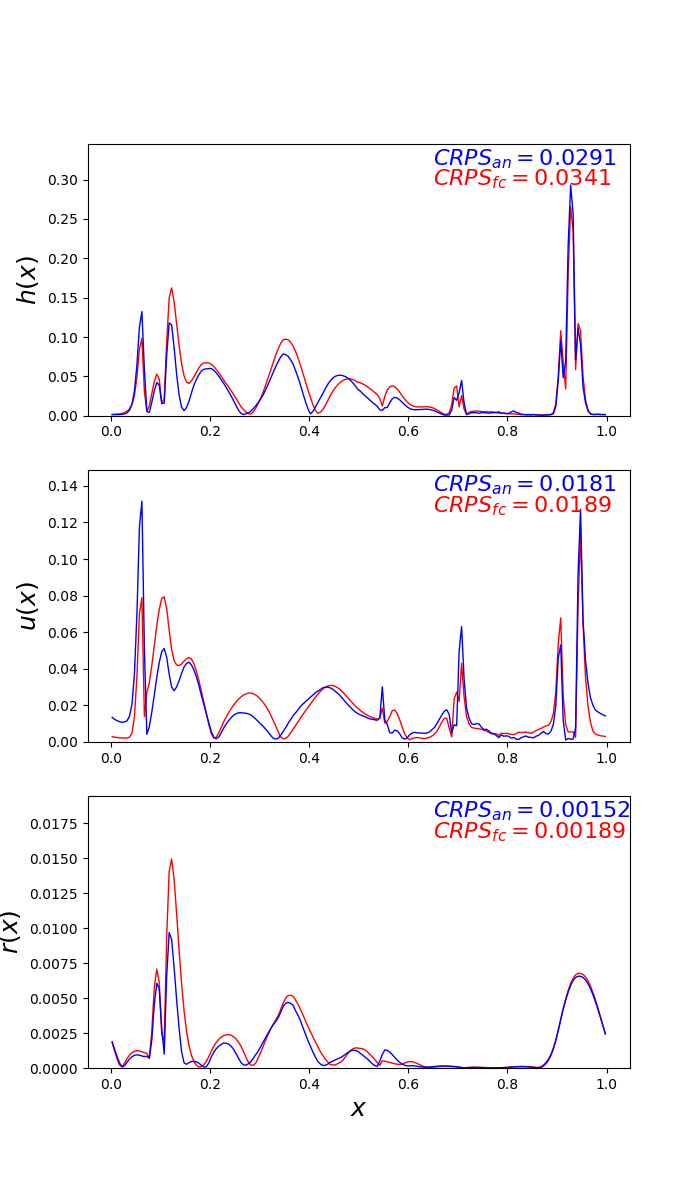 CRPS_an = 0.0291
CRPS_fc = 0.0341
h(x)
0.30
0.25
0.20
0.15
0.10
0.05
0.00
0.0 0.2 0.4 0.6 0.8 1.0
CRPS_an = 0.0181
CRPS_fc = 0.0189
u(x)
0.14
0.12
0.10
0.08
0.06
0.04
0.02
0.00
0.0 0.2 0.4 0.6 0.8 1.0
CRPS_an = 0.00152
CRPS_fc = 0.00189
r(x)
0.0175
0.0150
0.0125
0.0100
0.0075
0.0050
0.0025
0.0000
0.0 0.2 0.4 0.6 0.8 1.0
x